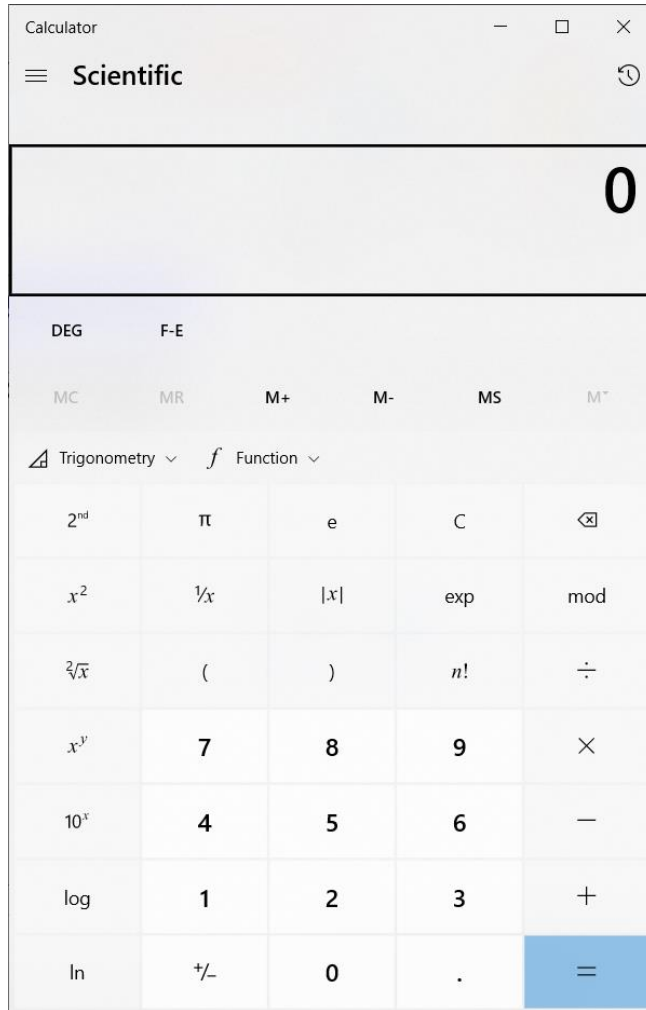 Calculator
Scientific
0
DEG F-E
MC MR M+ M- MS M˅
Trigonometry f Function
2ⁿᵈ π e C
x² ¹/x |x| exp mod
²√x ( ) n! ÷
xʸ 7 8 9 ×
10ˣ 4 5 6 −
log 1 2 3 +
ln +/− 0 . =